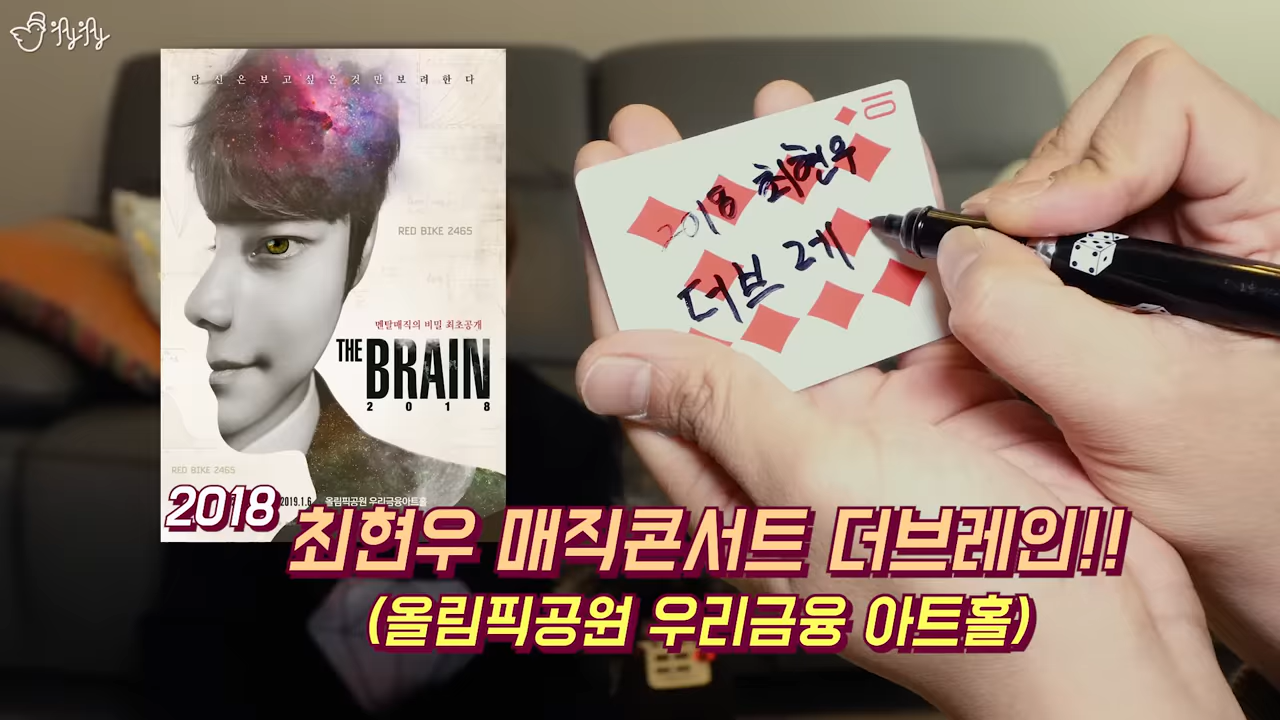 당신은보고싶은것만보려한다
RED BIKE 2465
멘탈매직의 비밀 최초공개
THE BRAIN
2018
RED BIKE 2465
2019.1.6 올림픽공원 우리금융아트홀
10
2018 최현우
더브레
2018 최현우 매직콘서트 더브레인!!
(올림픽공원 우리금융 아트홀)